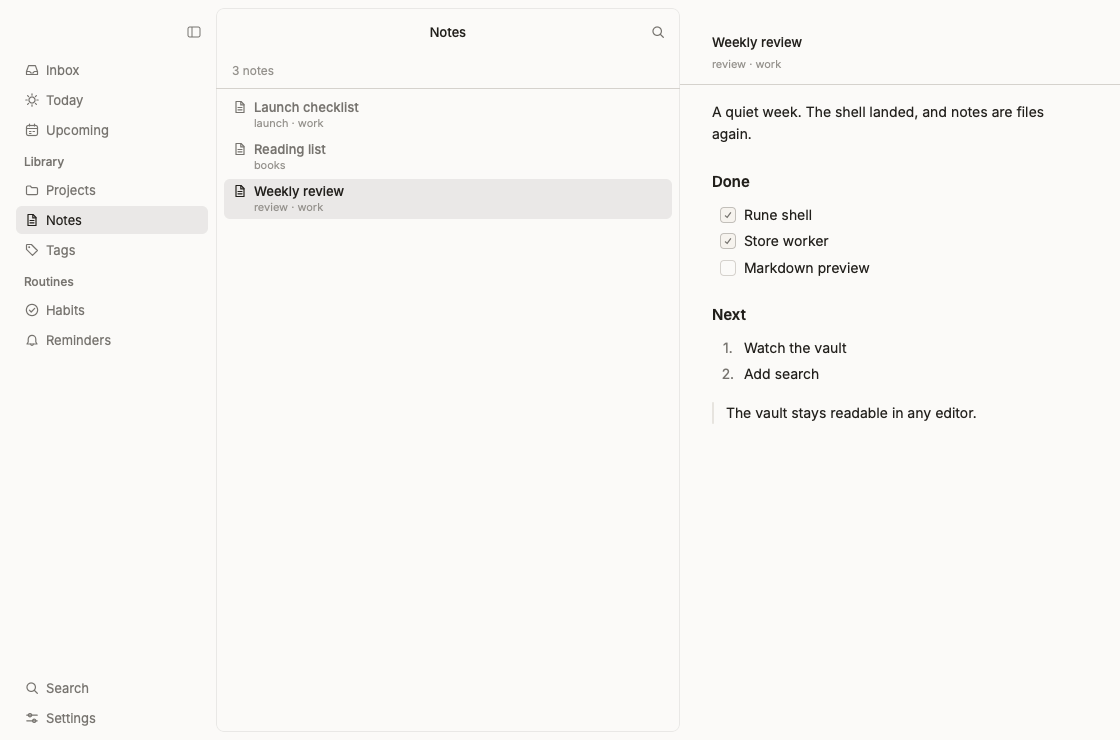 Inbox
Today
Upcoming
Library
Projects
Notes
Tags
Routines
Habits
Reminders
Search
Settings
Notes
3 notes
Launch checklist
launch · work
Reading list
books
Weekly review
review · work
Weekly review
review · work
A quiet week. The shell landed, and notes are files
again.
Done
Rune shell
Store worker
Markdown preview
Next
1. Watch the vault
2. Add search
The vault stays readable in any editor.